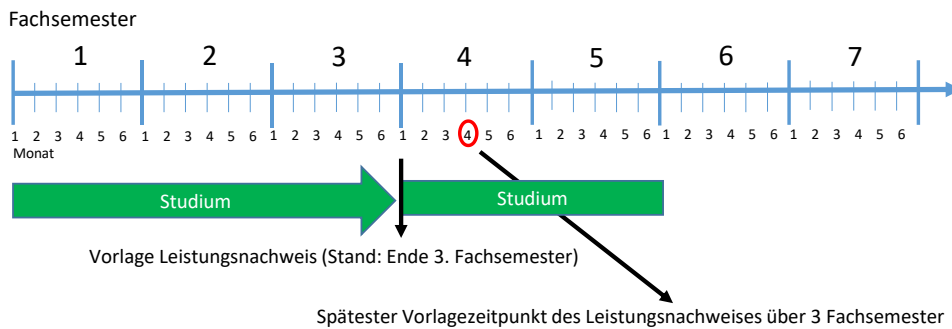 Fachsemester
1 2 3 4 5 6 7
1 2 3 4 5 6 1 2 3 4 5 6 1 2 3 4 5 6 1 2 3 4 5 6 1 2 3 4 5 6 1 2 3 4 5 6 1 2 3 4 5 6
Monat
Studium Studium
Vorlage Leistungsnachweis (Stand: Ende 3. Fachsemester)
Spätester Vorlagezeitpunkt des Leistungsnachweises über 3 Fachsemester